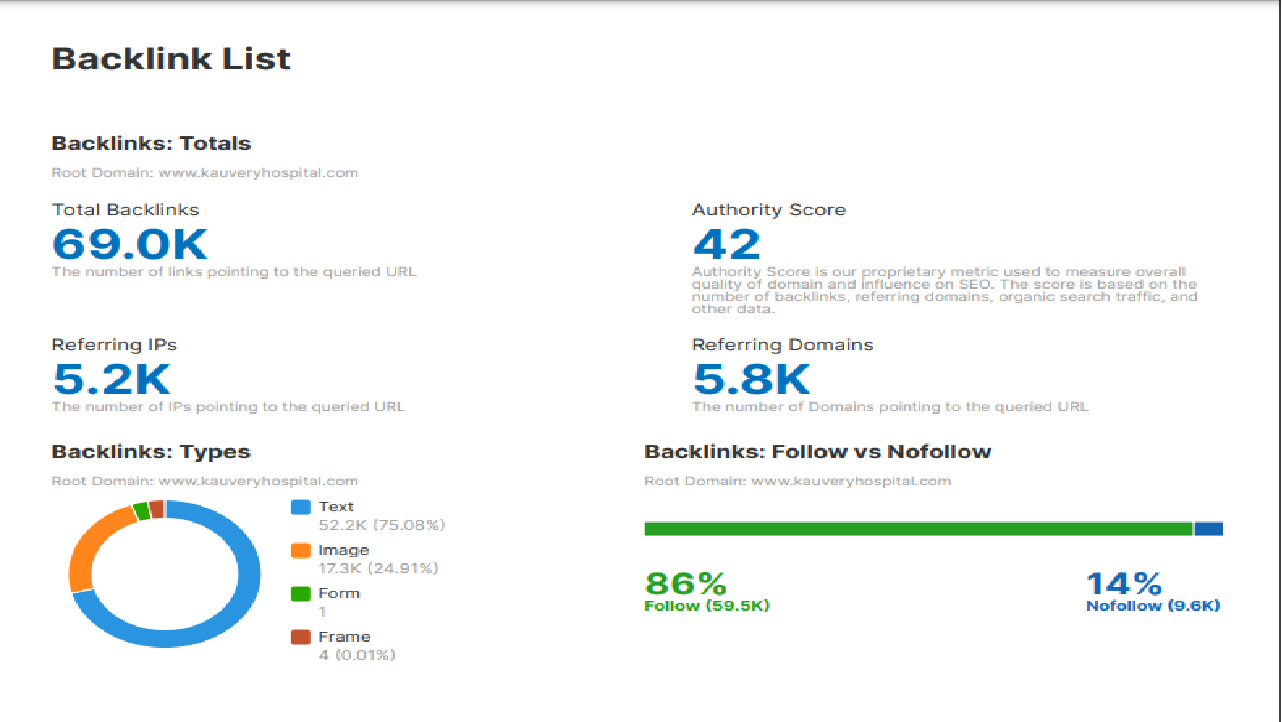 Backlink List
Backlinks: Totals
Root Domain: www.kauveryhospital.com
Total Backlinks
69.0K
The number of links pointing to the queried URL
Authority Score
42
Authority Score is our proprietary metric used to measure overall
quality of domain and influence on SEO. The score is based on the
number of backlinks, referring domains, organic search traffic, and
other data.
Referring IPs
5.2K
The number of IPs pointing to the queried URL
Referring Domains
5.8K
The number of Domains pointing to the queried URL
Backlinks: Types
Root Domain: www.kauveryhospital.com
Text
52.2K (75.08%)
Image
17.3K (24.91%)
Form
1
Frame
4 (0.01%)
Backlinks: Follow vs Nofollow
Root Domain: www.kauveryhospital.com
86%
Follow (59.5K)
14%
Nofollow (9.6K)